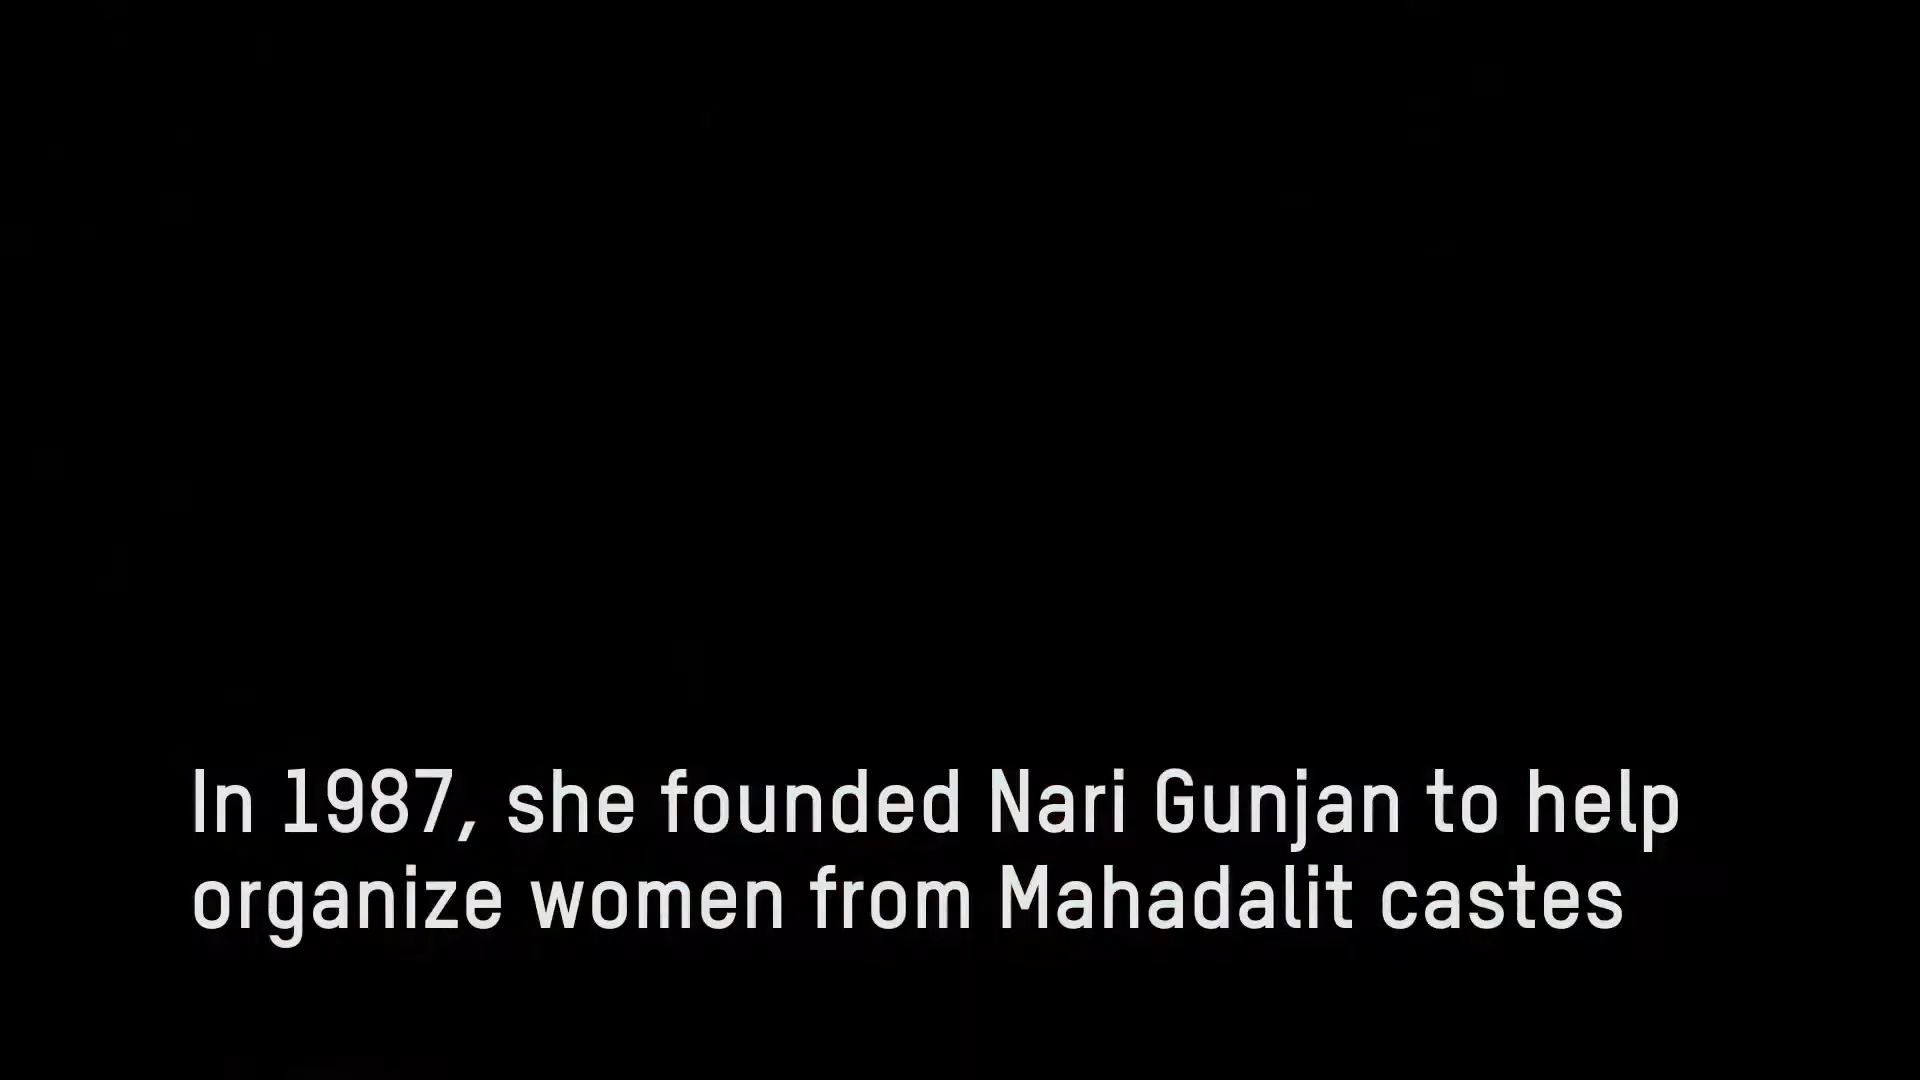 In 1987, she founded Nari Gunjan to help
organize women from Mahadalit castes